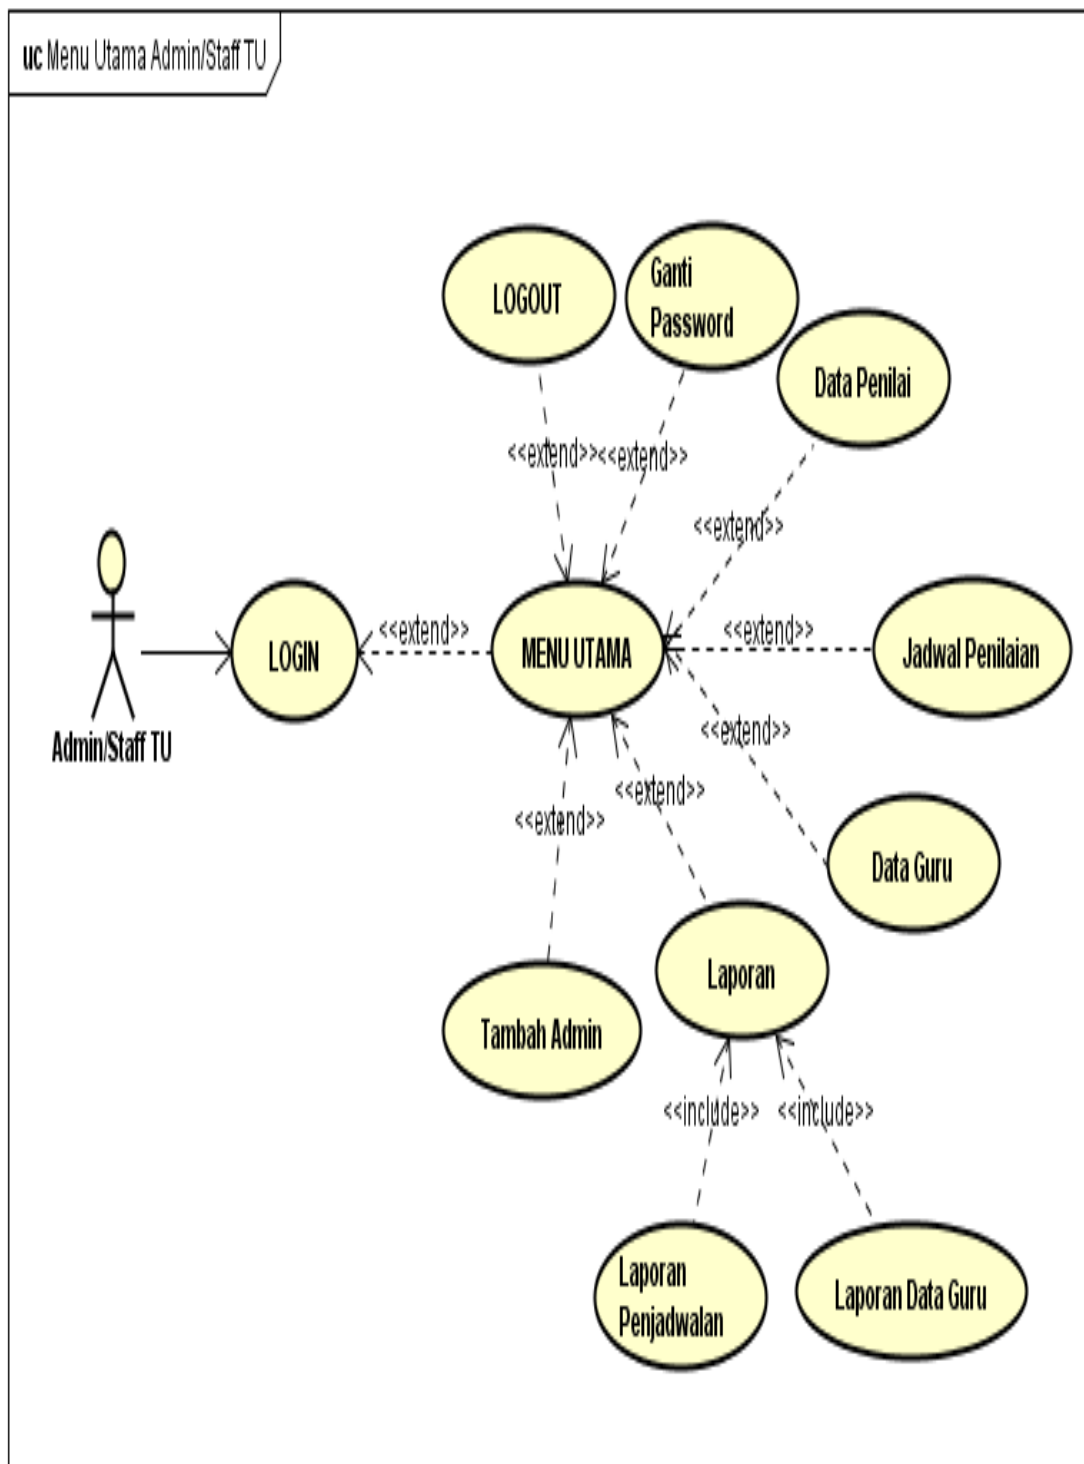 uc Menu Utama Admin/Staff TU
LOGOUT
Ganti
Password
Data Penilai
<<extend>>
<<extend>>
<<extend>>
LOGIN
<<extend>>
MENU UTAMA
<<extend>>
Jadwal Penilaian
Admin/Staff TU
<<extend>>
<<extend>>
<<extend>>
Data Guru
Laporan
Tambah Admin
<<include>>
<<include>>
Laporan
Penjadwalan
Laporan Data Guru